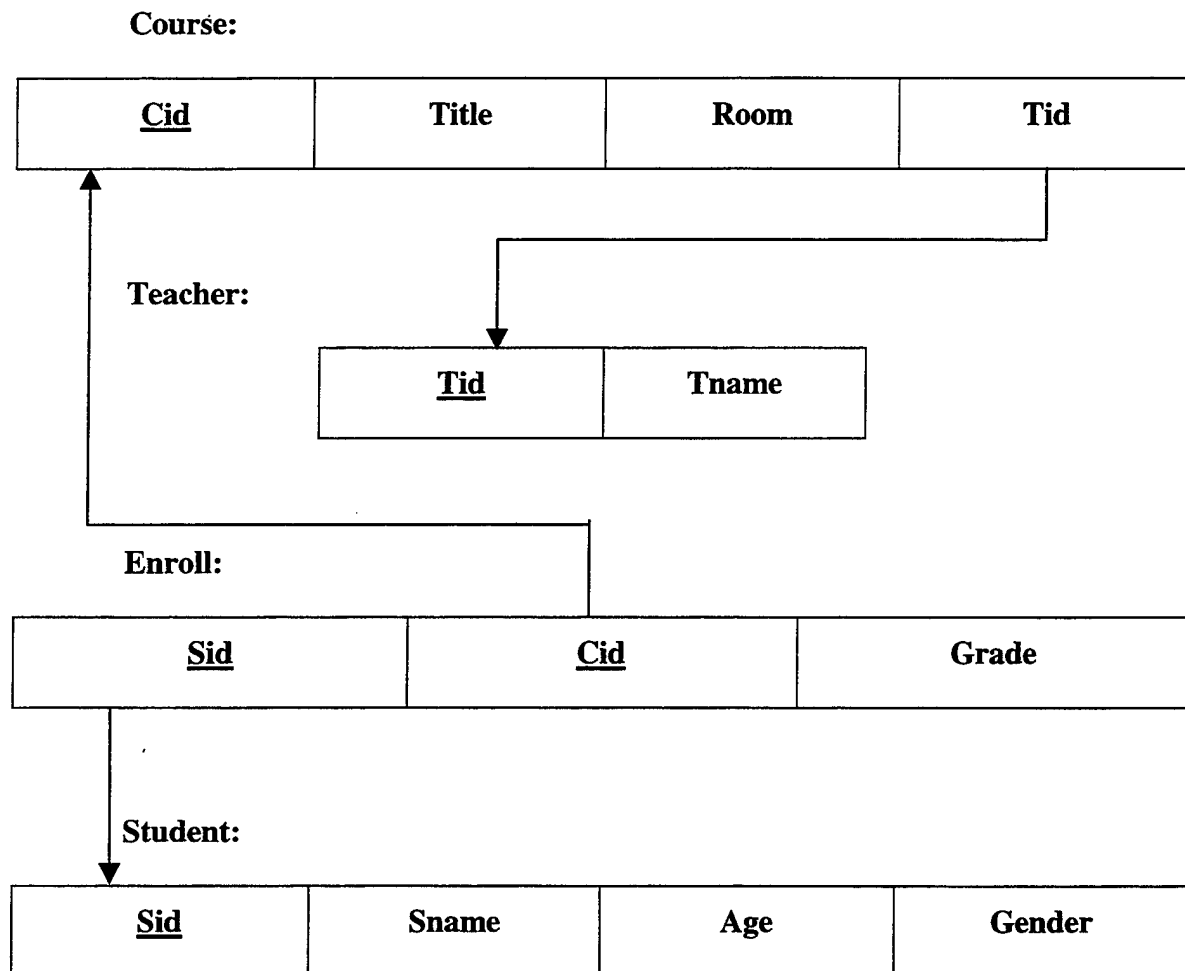 Course:
Cid Title Room Tid
Teacher:
Tid Tname
Enroll:
Sid Cid Grade
Student:
Sid Sname Age Gender